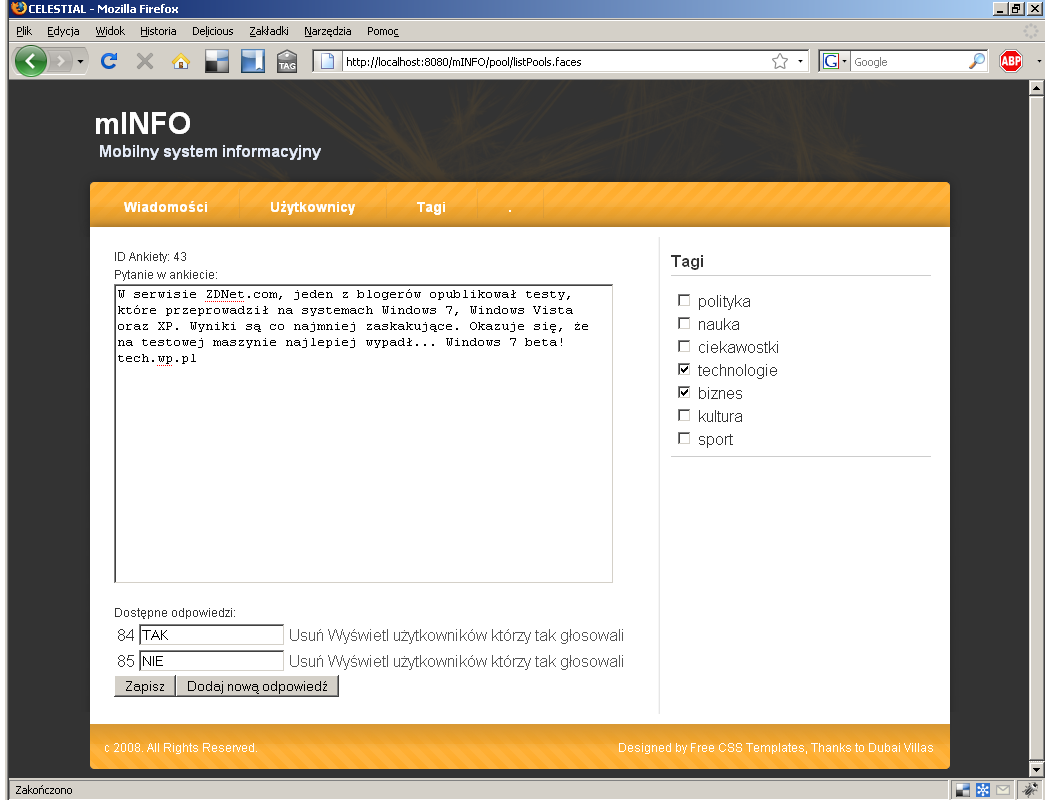 CELESTIAL - Mozilla Firefox
Plik Edycja Widok Historia Delicious Zakładki Narzędzia Pomoc
TAG http://localhost:8080/mINFO/pool/listPools.faces G Google ABP
mINFO
Mobilny system informacyjny
Wiadomości Użytkownicy Tagi .
ID Ankiety: 43
Pytanie w ankiecie:
W serwisie ZDNet.com, jeden z blogerów opublikował testy,
które przeprowadził na systemach Windows 7, Windows Vista
oraz XP. Wyniki są co najmniej zaskakujące. Okazuje się, że
na testowej maszynie najlepiej wypadł... Windows 7 beta!
tech.wp.pl
Dostępne odpowiedzi:
84 TAK Usuń Wyświetl użytkowników którzy tak głosowali
85 NIE Usuń Wyświetl użytkowników którzy tak głosowali
Zapisz Dodaj nową odpowiedź
Tagi
polityka
nauka
ciekawostki
technologie
biznes
kultura
sport
c 2008. All Rights Reserved. Designed by Free CSS Templates, Thanks to Dubai Villas
Zakończono